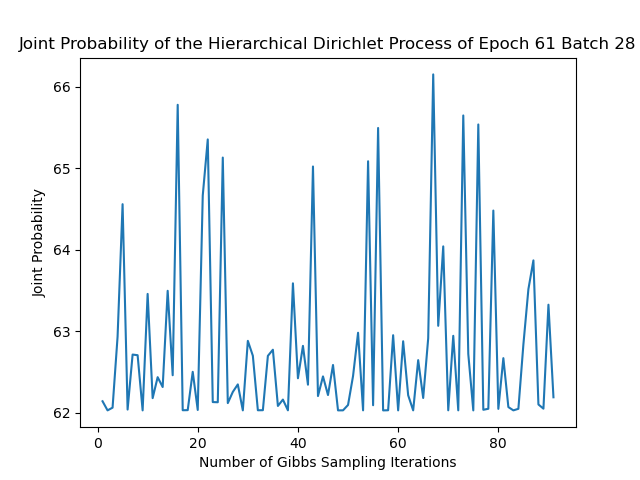 Joint Probability of the Hierarchical Dirichlet Process of Epoch 61 Batch 28
66
65
64
63
62
Joint Probability
0 20 40 60 80
Number of Gibbs Sampling Iterations